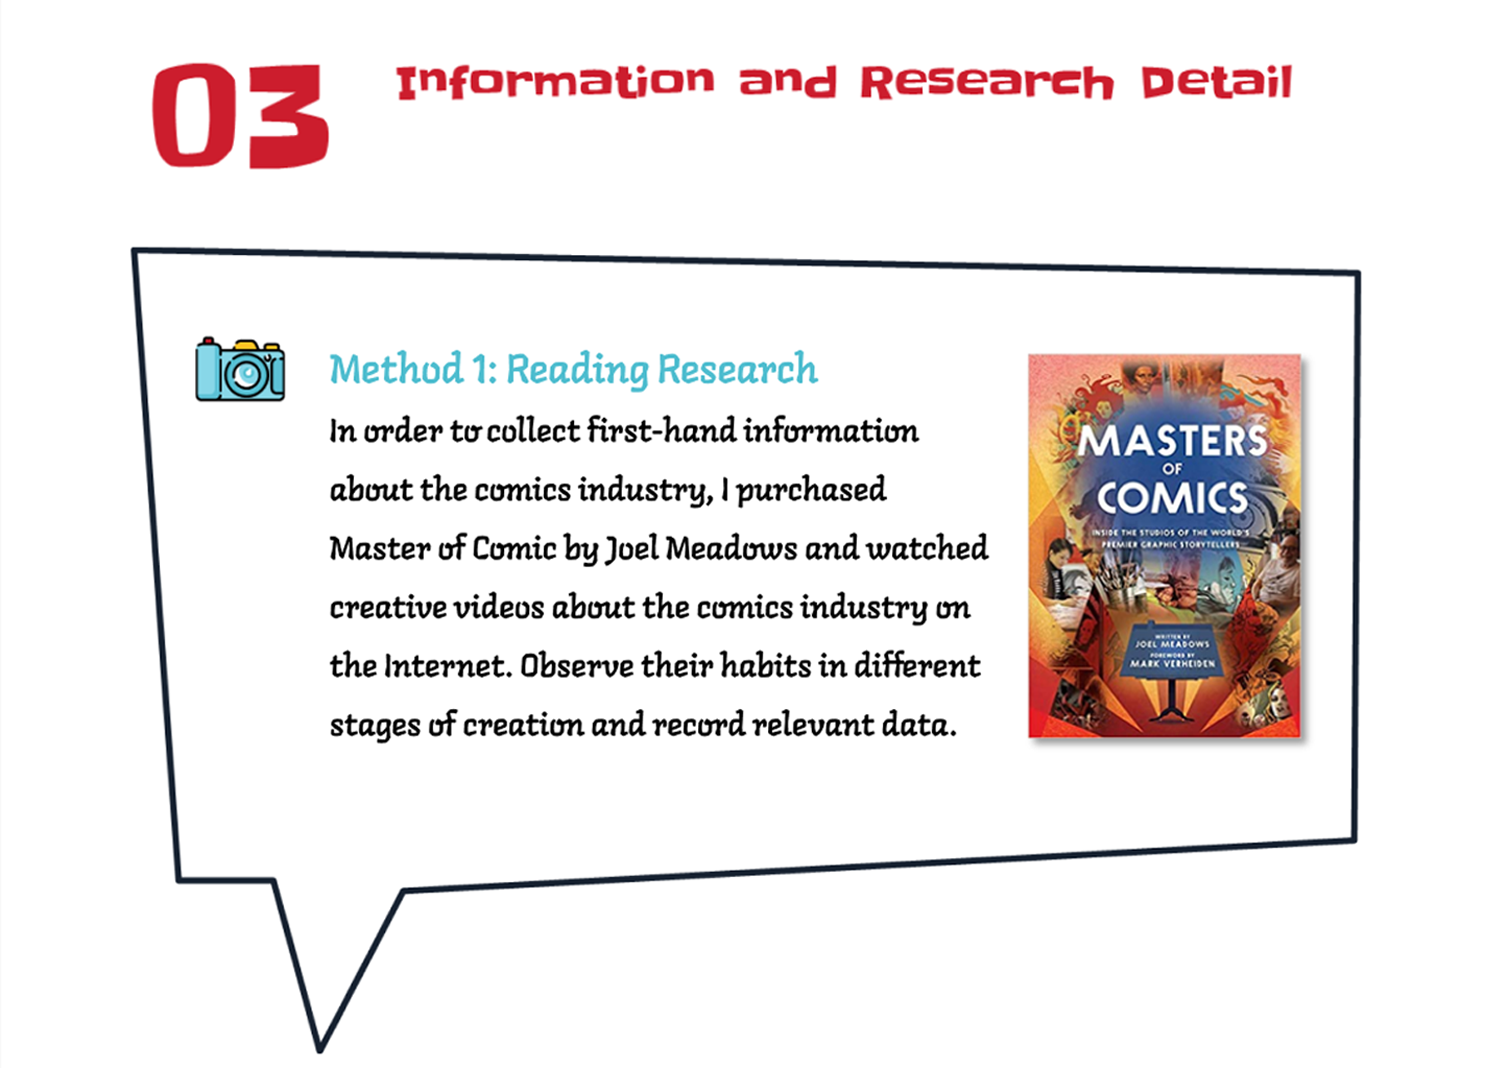 03
Information and Research Detail
Method 1: Reading Research
In order to collect first-hand information
about the comics industry, I purchased
Master of Comic by Joel Meadows and watched
creative videos about the comics industry on
the Internet. Observe their habits in different
stages of creation and record relevant data.
MASTERS
OF
COMICS
INSIDE THE STUDIOS OF THE WORLD'S
PREMIER GRAPHIC STORYTELLERS
WRITTEN BY
JOEL MEADOWS
FOREWORD BY
MARK VERHEIDEN